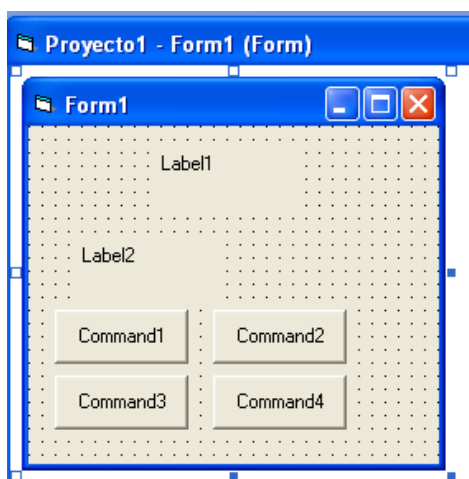 Proyecto1 - Form1 (Form)
Form1
Label1
Label2
Command1 Command2
Command3 Command4